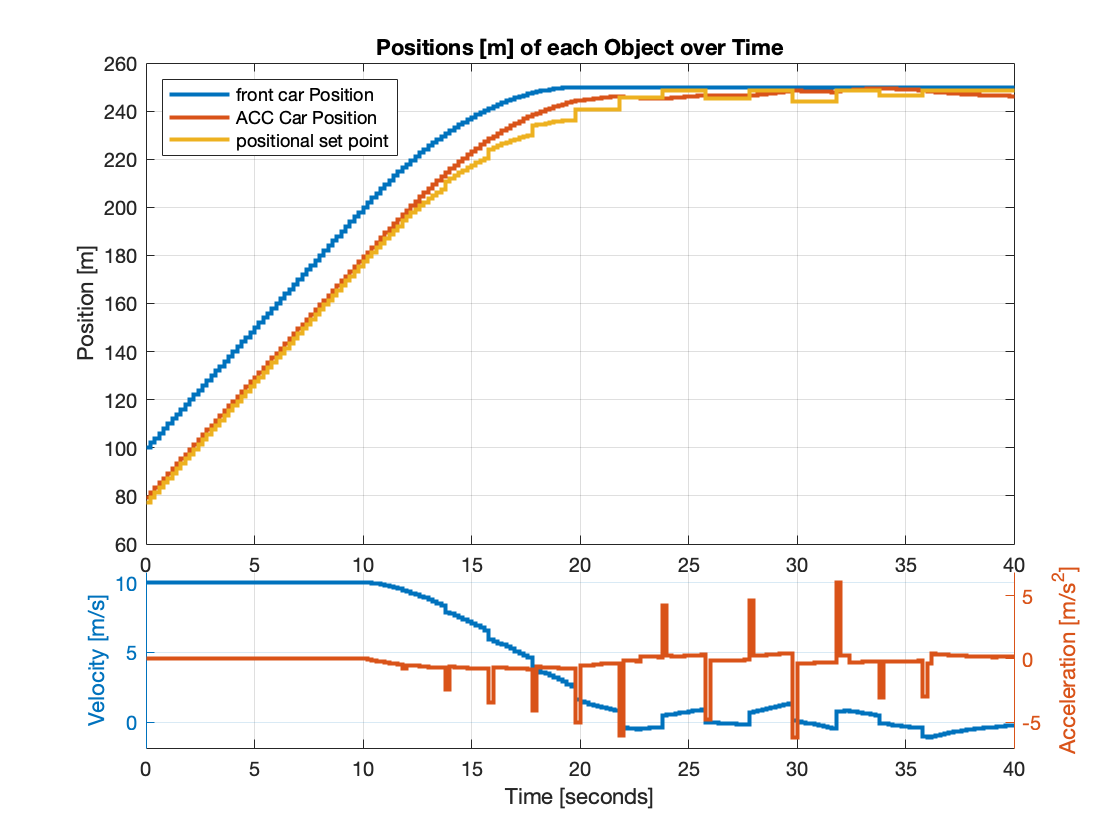 Positions [m] of each Object over Time
260
240
220
200
180
160
140
120
100
80
60
Position [m]
front car Position
ACC Car Position
positional set point
0 5 10 15 20 25 30 35 40
10
5
0
Velocity [m/s]
5
0
-5
Acceleration [m/s²]
0 5 10 15 20 25 30 35 40
Time [seconds]